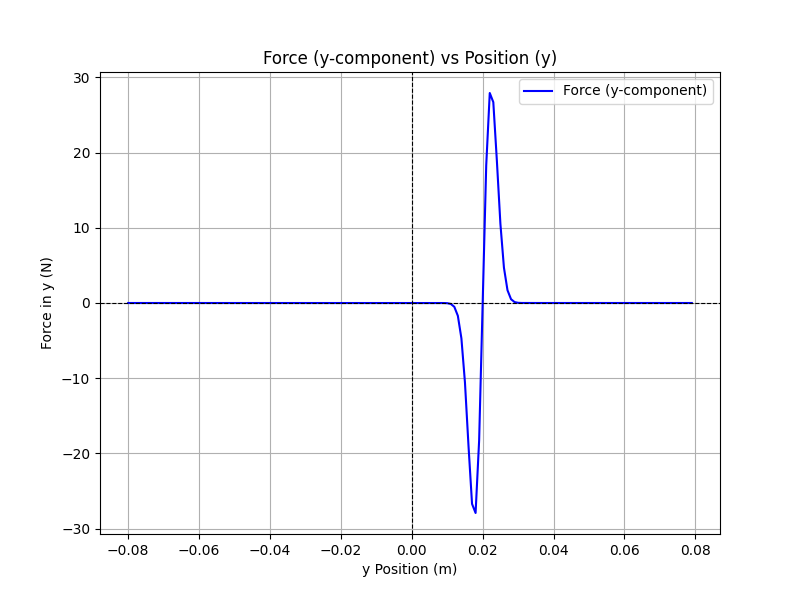 Force (y-component) vs Position (y)
Force (y-component)
30
20
10
0
−10
−20
−30
Force in y (N)
−0.08 −0.06 −0.04 −0.02 0.00 0.02 0.04 0.06 0.08
y Position (m)